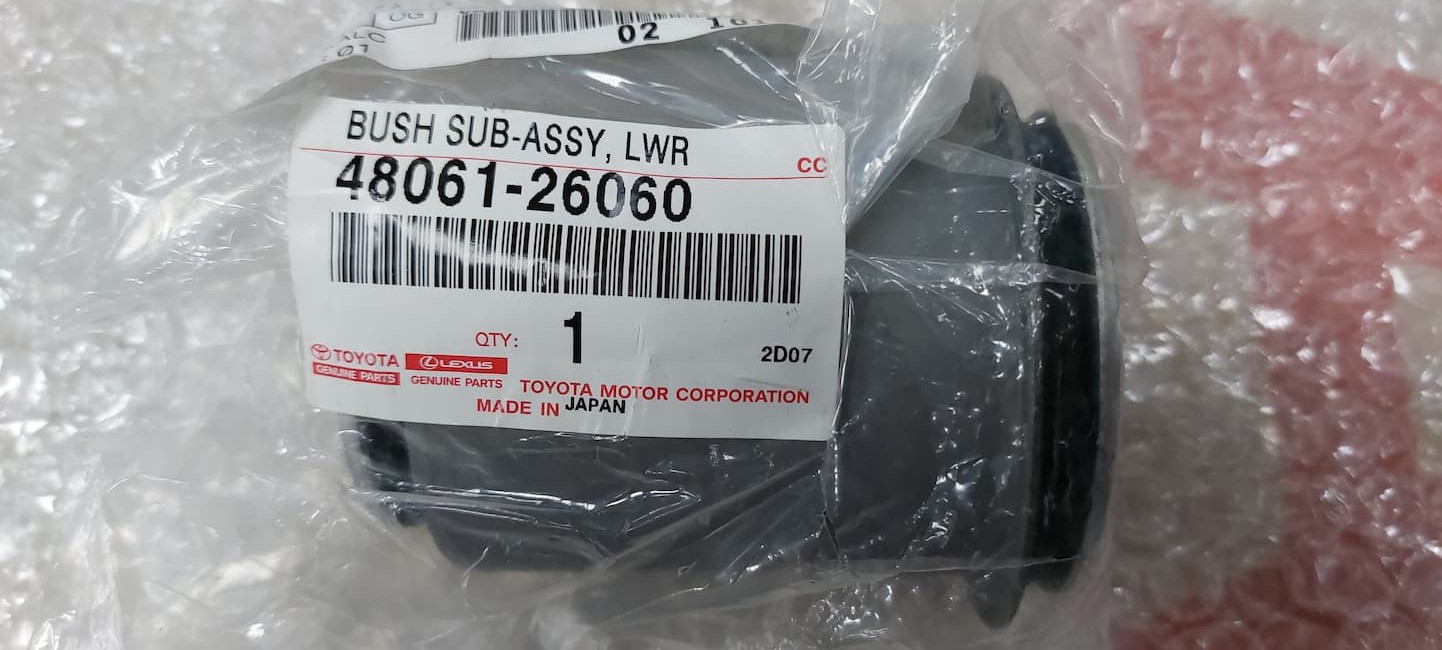 OG
02
BUSH SUB-ASSY, LWR
CC
48061-26060
QTY: 1
2D07
TOYOTA LEXUS
GENUINE PARTS GENUINE PARTS
TOYOTA MOTOR CORPORATION
MADE IN JAPAN